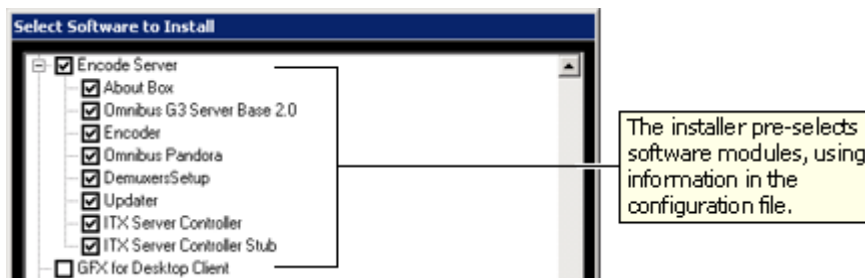 Select Software to Install
Encode Server
About Box
Omnibus G3 Server Base 2.0
Encoder
Omnibus Pandora
DemuxersSetup
Updater
ITX Server Controller
ITX Server Controller Stub
GFX for Desktop Client
The installer pre-selects
software modules, using
information in the
configuration file.